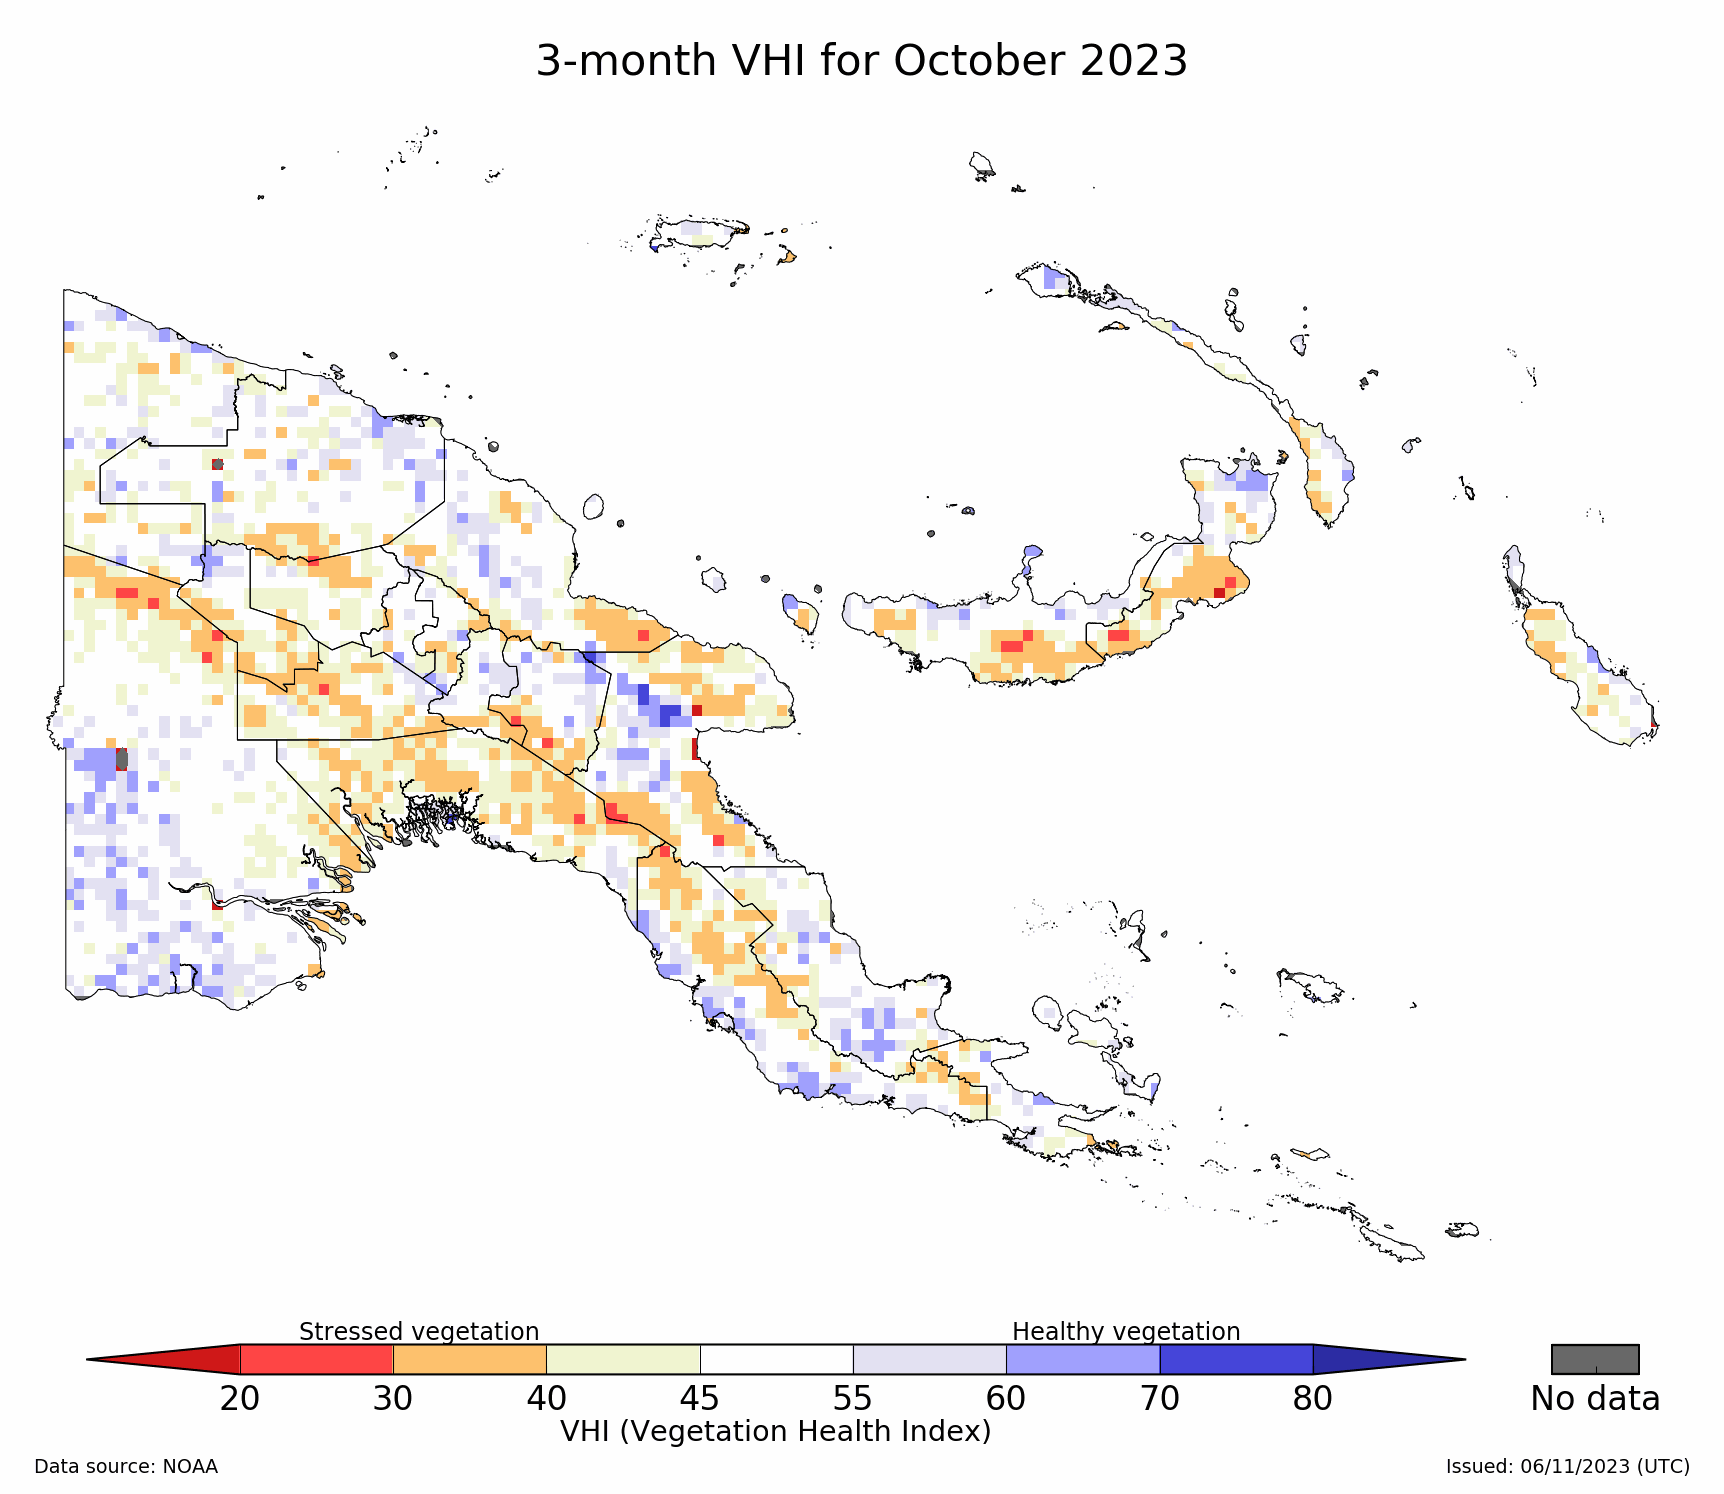 3-month VHI for October 2023
Stressed vegetation Healthy vegetation
20 30 40 45 55 60 70 80 No data
VHI (Vegetation Health Index)
Data source: NOAA Issued: 06/11/2023 (UTC)